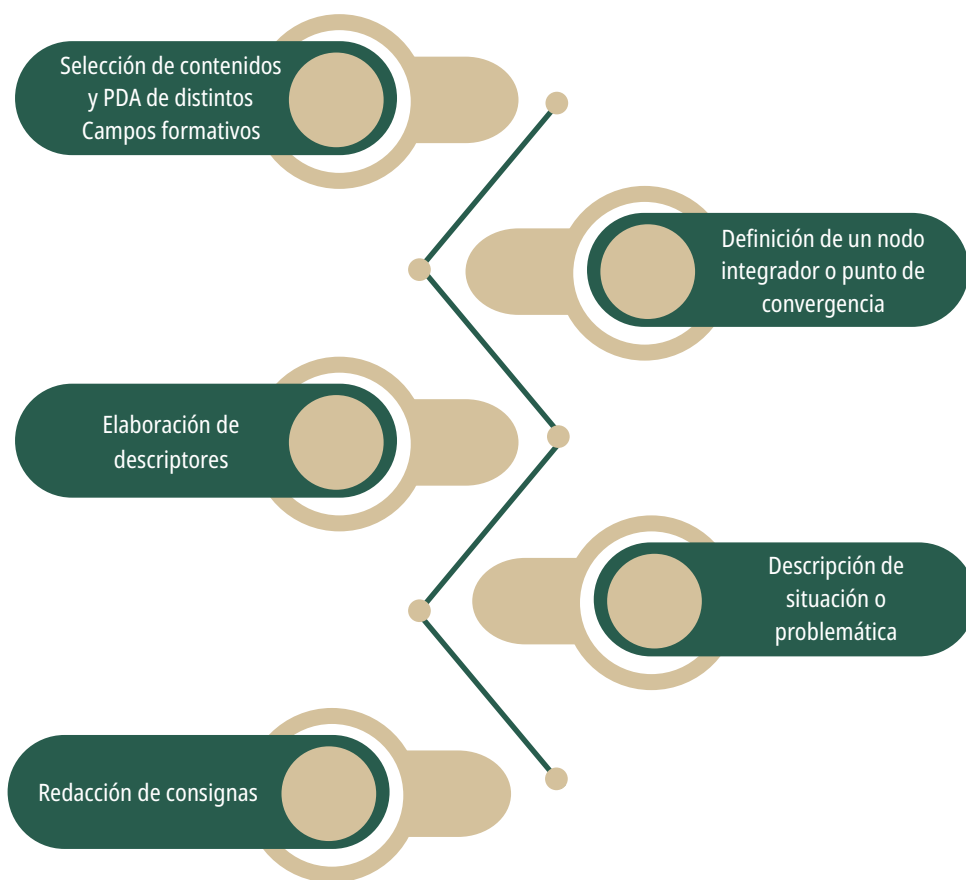 Selección de contenidos
y PDA de distintos
Campos formativos
Definición de un nodo
integrador o punto de
convergencia
Elaboración de
descriptores
Descripción de
situación o
problemática
Redacción de consignas